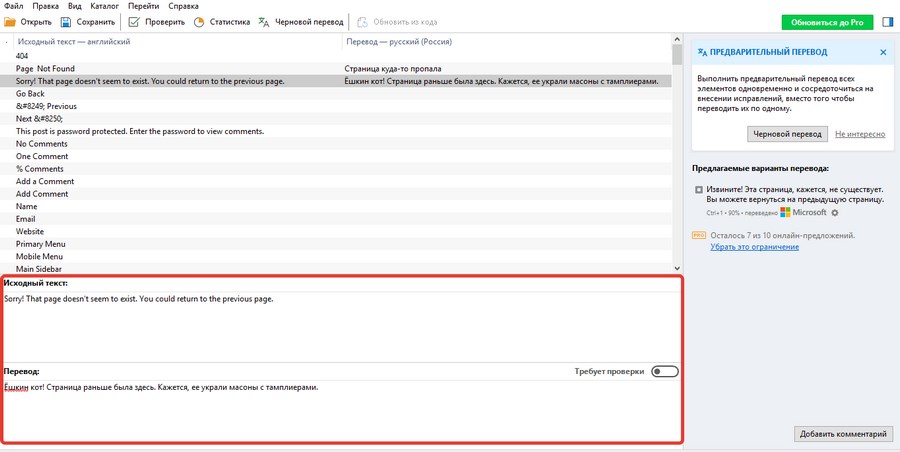 Файл Правка Вид Каталог Перейти Справка
Открыть Сохранить Проверить Статистика Черновой перевод Обновить из кода Обновиться до Pro
Исходный текст — английский Перевод — русский (Россия)
404
Page Not Found Страница куда-то пропала
Sorry! That page doesn't seem to exist. You could return to the previous page. Ёшкин кот! Страница раньше была здесь. Кажется, ее украли масоны с тамплиерами.
Go Back
&#8249; Previous
Next &#8250;
This post is password protected. Enter the password to view comments.
No Comments
One Comment
% Comments
Add a Comment
Add Comment
Name
Email
Website
Primary Menu
Mobile Menu
Main Sidebar
Исходный текст:
Sorry! That page doesn't seem to exist. You could return to the previous page.
Перевод: Требует проверки
Ёшкин кот! Страница раньше была здесь. Кажется, ее украли масоны с тамплиерами.
ПРЕДВАРИТЕЛЬНЫЙ ПЕРЕВОД
Выполнить предварительный перевод всех
элементов одновременно и сосредоточиться на
внесении исправлений, вместо того чтобы
переводить их по одному.
Черновой перевод Не интересно
Предлагаемые варианты перевода:
Извините! Эта страница, кажется, не существует.
Вы можете вернуться на предыдущую страницу.
Ctrl+1 • 90% • переведено Microsoft
PRO Осталось 7 из 10 онлайн-предложений.
Убрать это ограничение
Добавить комментарий